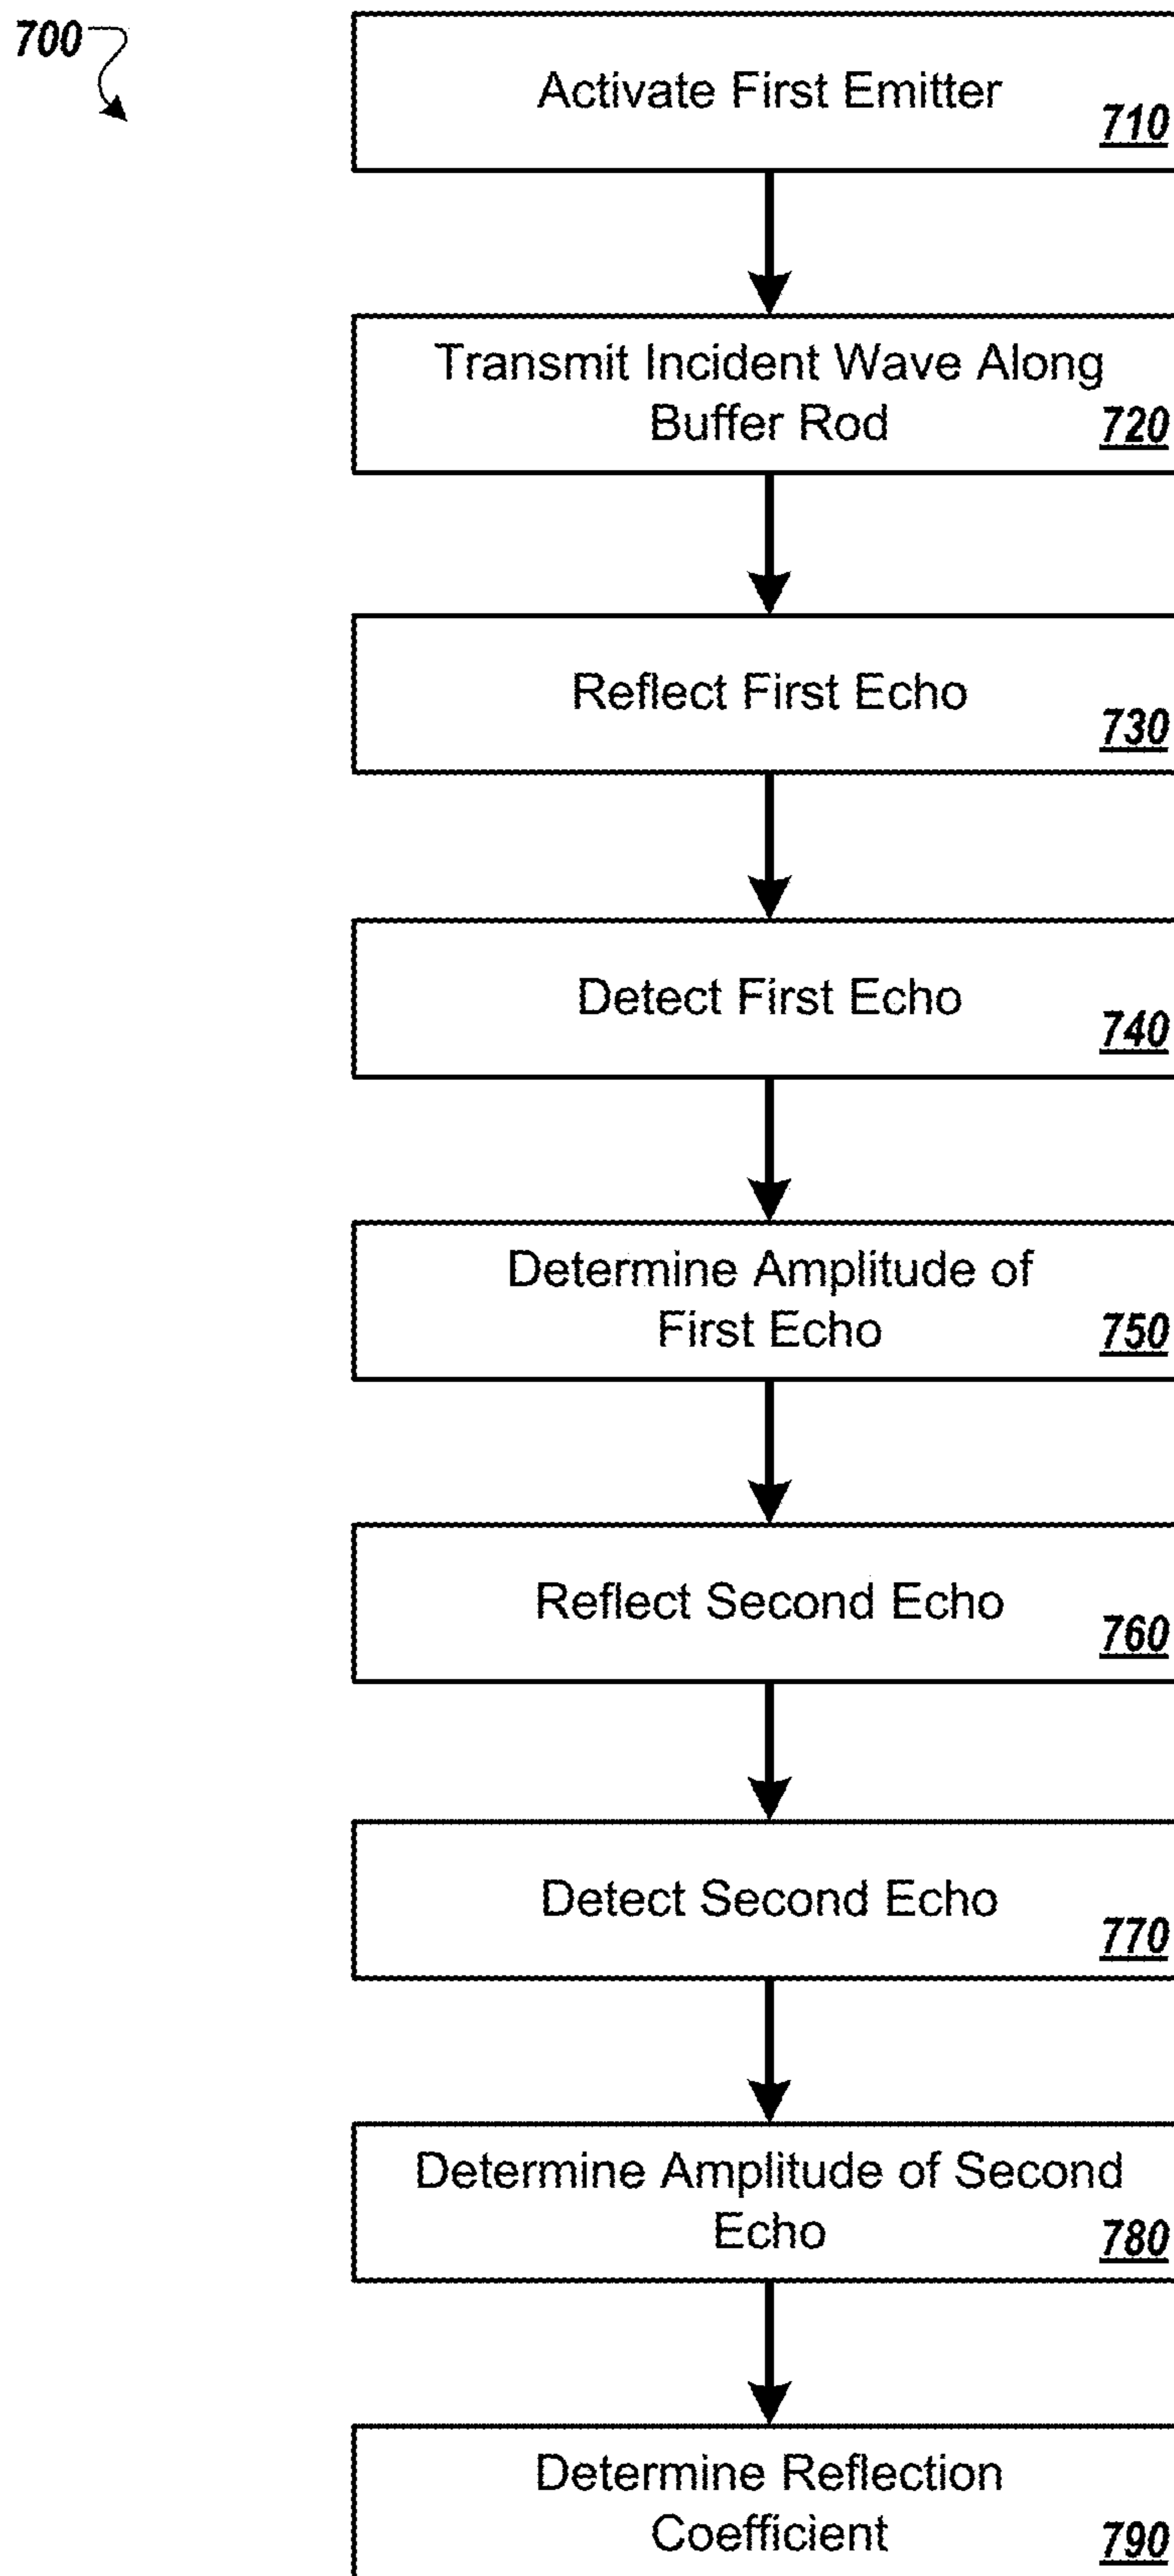 700
Activate First Emitter
710
Transmit Incident Wave Along
Buffer Rod
720
Reflect First Echo
730
Detect First Echo
740
Determine Amplitude of
First Echo
750
Reflect Second Echo
760
Detect Second Echo
770
Determine Amplitude of Second
Echo
780
Determine Reflection
Coefficient
790